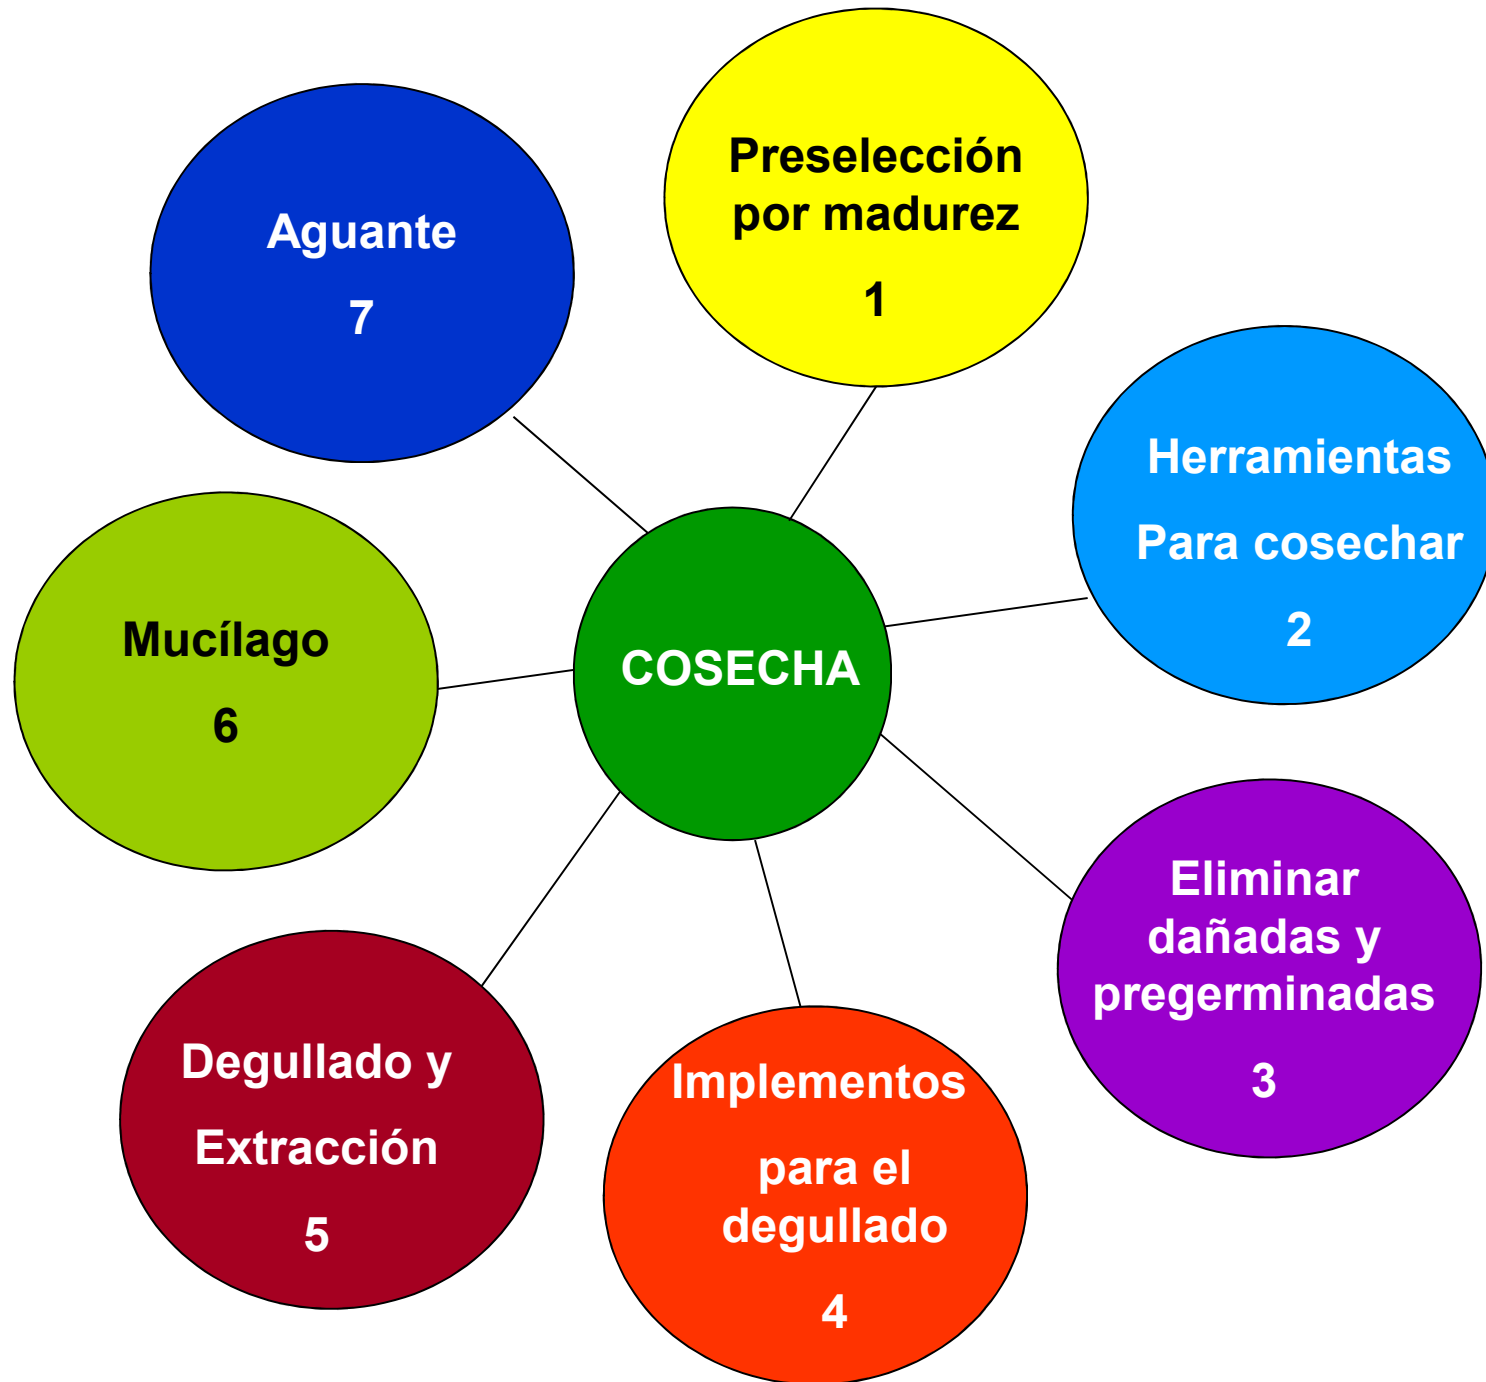 Preselección
por madurez
1
Herramientas
Para cosechar
2
Eliminar
dañadas y
pregerminadas
3
Implementos
para el
degullado
4
Degullado y
Extracción
5
Mucílago
6
Aguante
7
COSECHA